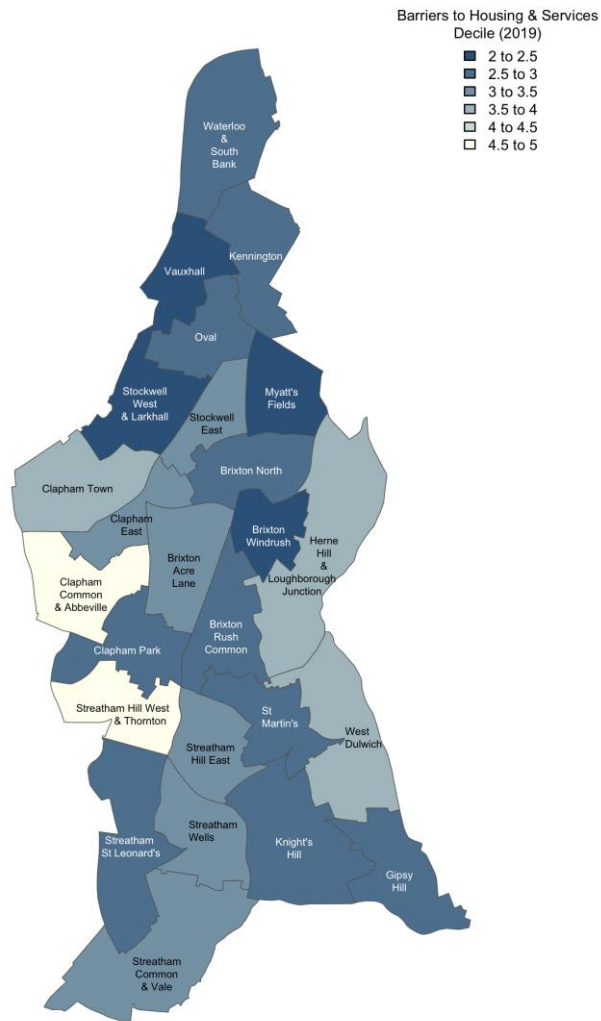 Barriers to Housing & Services
Decile (2019)
2 to 2.5
2.5 to 3
3 to 3.5
3.5 to 4
4 to 4.5
4.5 to 5
Waterloo
&
South
Bank
Kennington
Vauxhall
Oval
Stockwell
West
& Larkhall
Myatt's
Fields
Stockwell
East
Brixton North
Clapham Town
Clapham
East
Brixton
Windrush
Herne
Hill
&
Loughborough
Junction
Brixton
Acre
Lane
Clapham
Common
& Abbeville
Brixton
Rush
Common
Clapham Park
Streatham Hill West
& Thornton
St
Martin's
West
Dulwich
Streatham
Hill East
Streatham
Wells
Streatham
St Leonard's
Knight's
Hill
Gipsy
Hill
Streatham
Common
& Vale